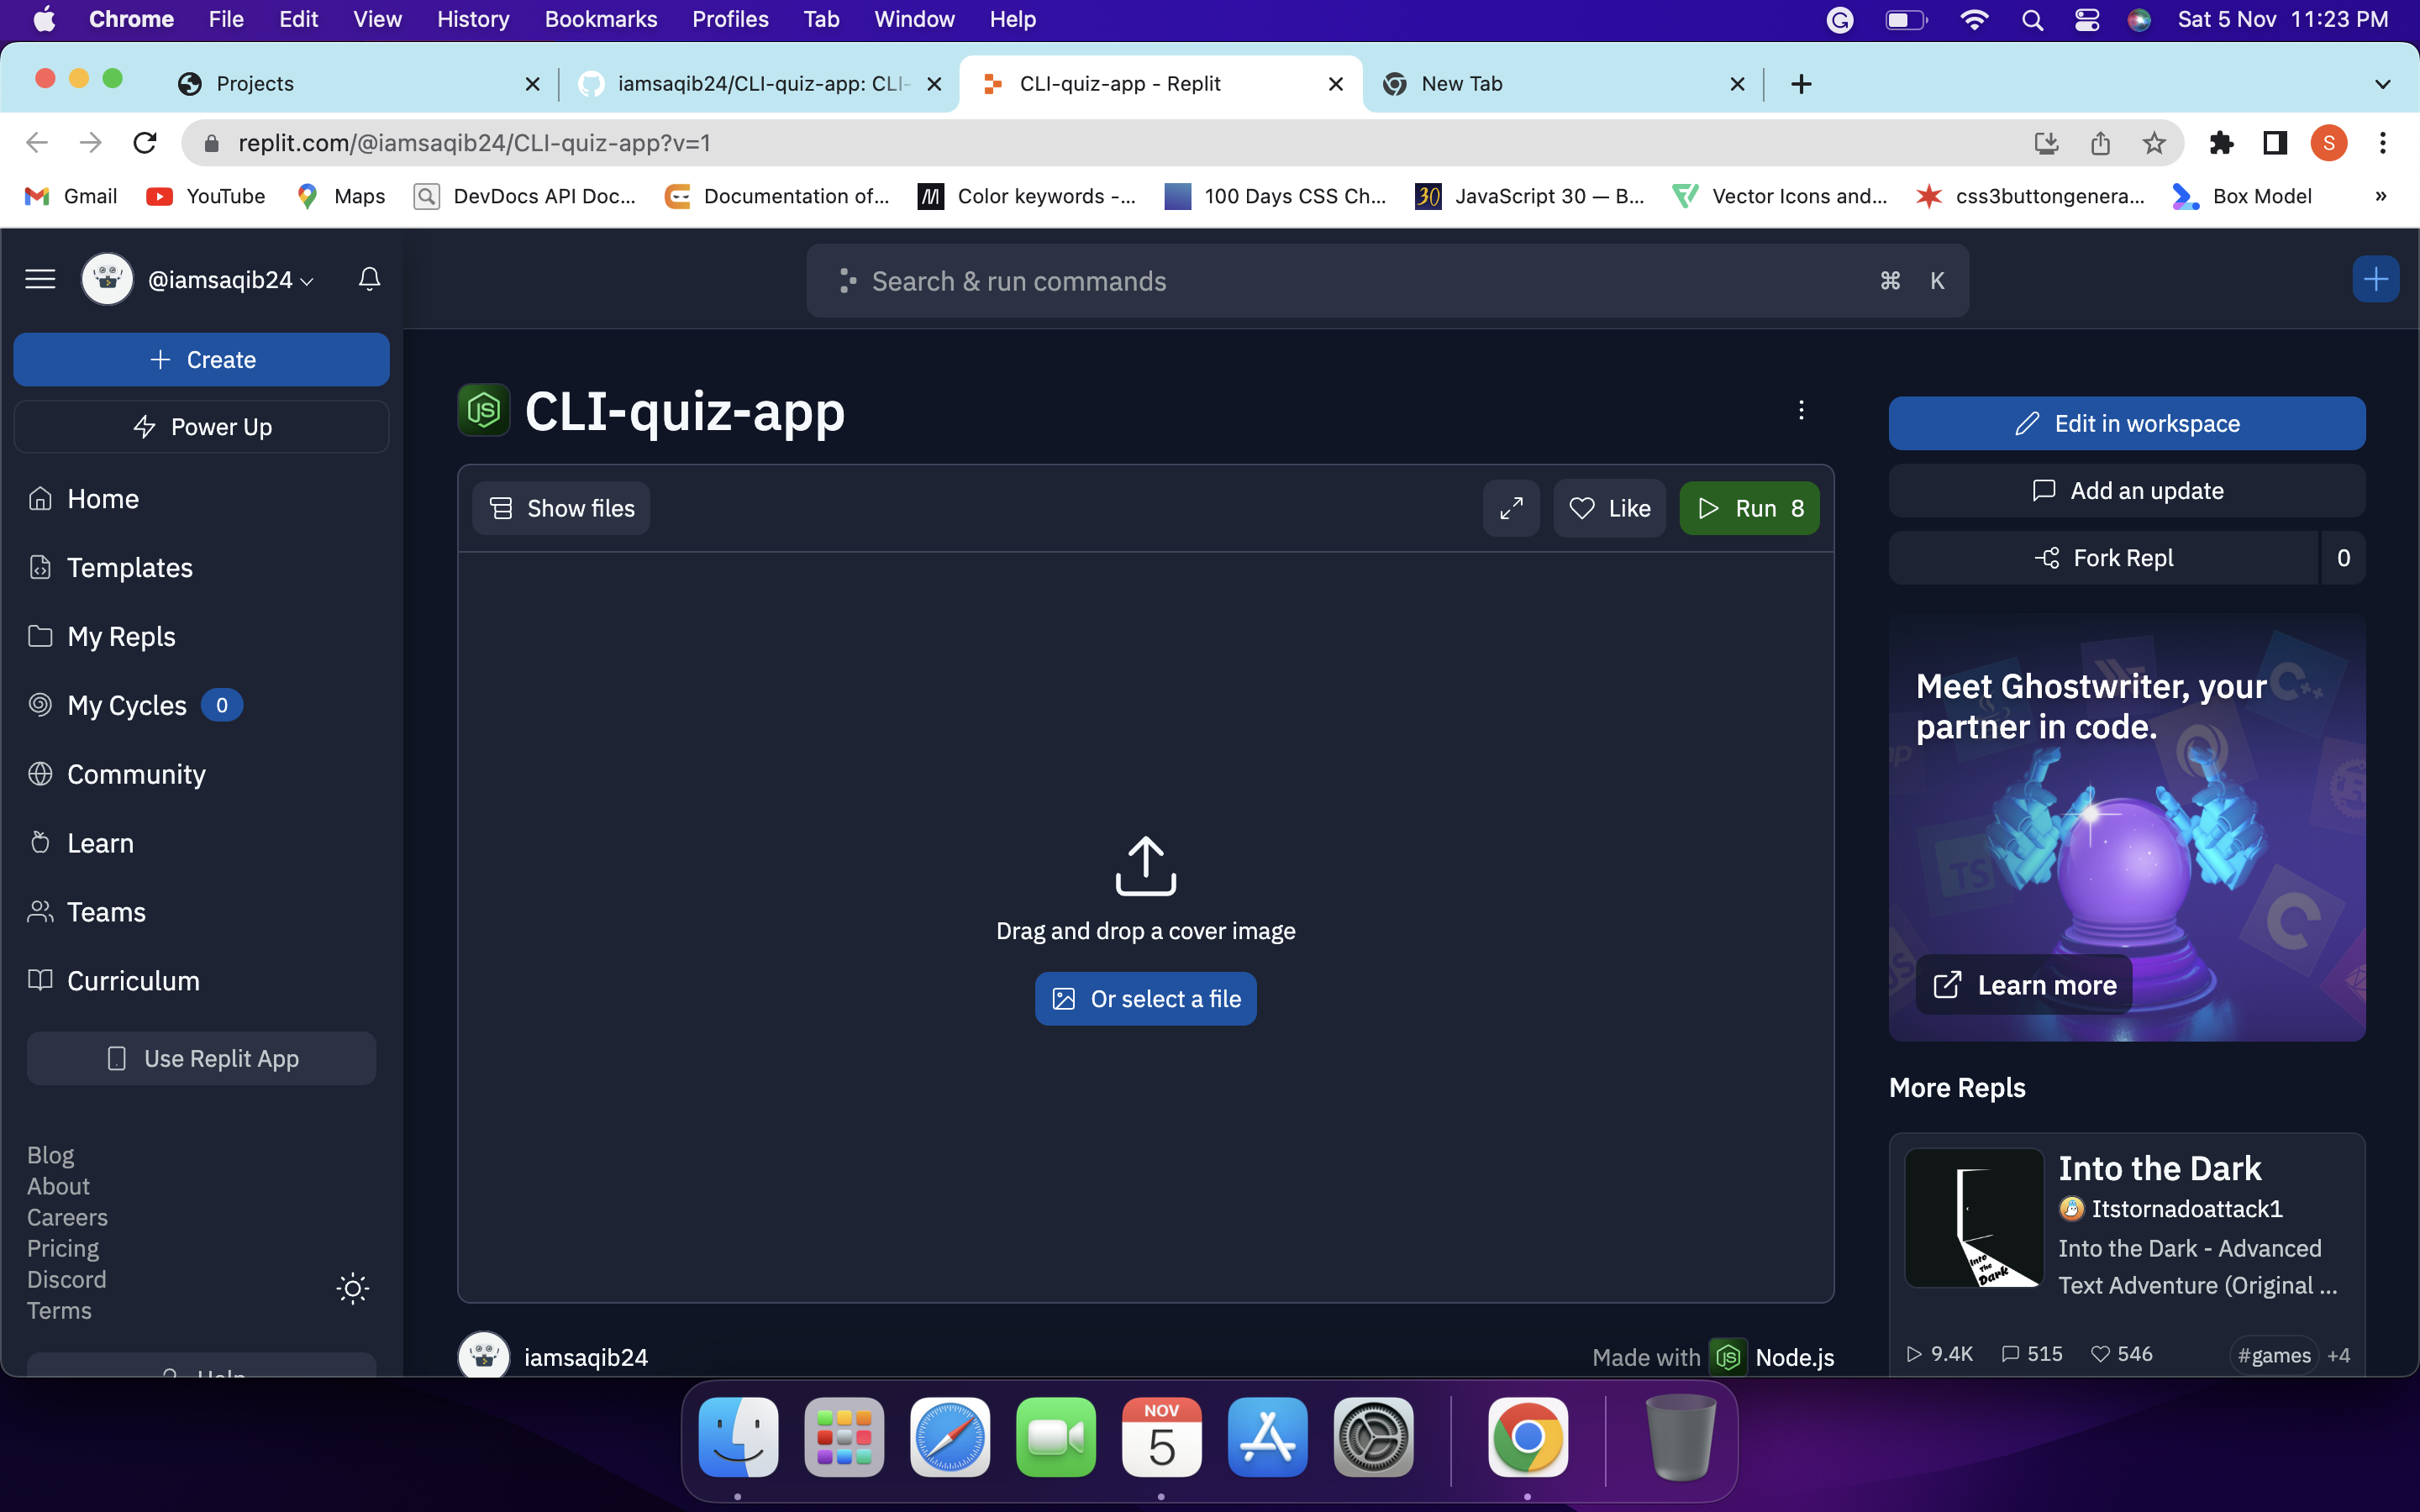 Chrome File Edit View History Bookmarks Profiles Tab Window Help Sat 5 Nov 11:23 PM
Projects
iamsaqib24/CLI-quiz-app: CLI-
CLI-quiz-app - Replit
New Tab
replit.com/@iamsaqib24/CLI-quiz-app?v=1
S
Gmail YouTube Maps DevDocs API Doc... Documentation of... Color keywords -... 100 Days CSS Ch... 30 JavaScript 30 — B... Vector Icons and... css3buttongenera... Box Model »
@iamsaqib24
Search & run commands ⌘ K
Create
Power Up
Home
Templates
My Repls
My Cycles 0
Community
Learn
Teams
Curriculum
Use Replit App
Blog
About
Careers
Pricing
Discord
Terms
Help
CLI-quiz-app
Show files
Like
Run 8
Drag and drop a cover image
Or select a file
iamsaqib24
Made with Node.js
Edit in workspace
Add an update
Fork Repl 0
Meet Ghostwriter, your
partner in code.
C++
TS
C
Learn more
More Repls
Into the Dark
Into the Dark
Itstornadoattack1
Into the Dark - Advanced
Text Adventure (Original ...
9.4K 515 546 #games +4
NOV
5